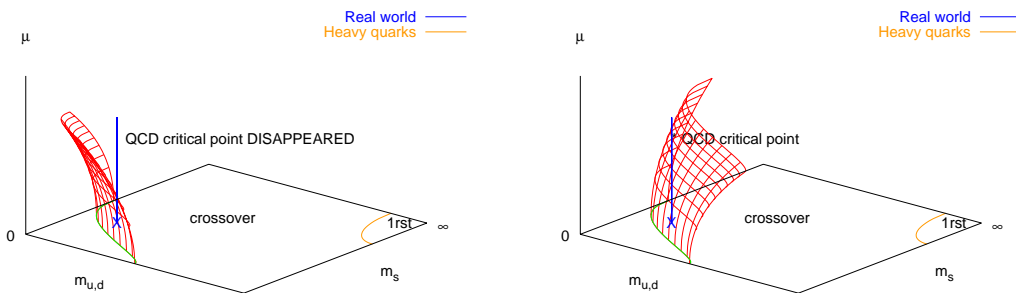 Real world
Heavy quarks
μ
QCD critical point DISAPPEARED
crossover
1rst
0
∞
m_{u,d}
m_s
Real world
Heavy quarks
μ
QCD critical point
crossover
1rst
0
∞
m_{u,d}
m_s
X
X